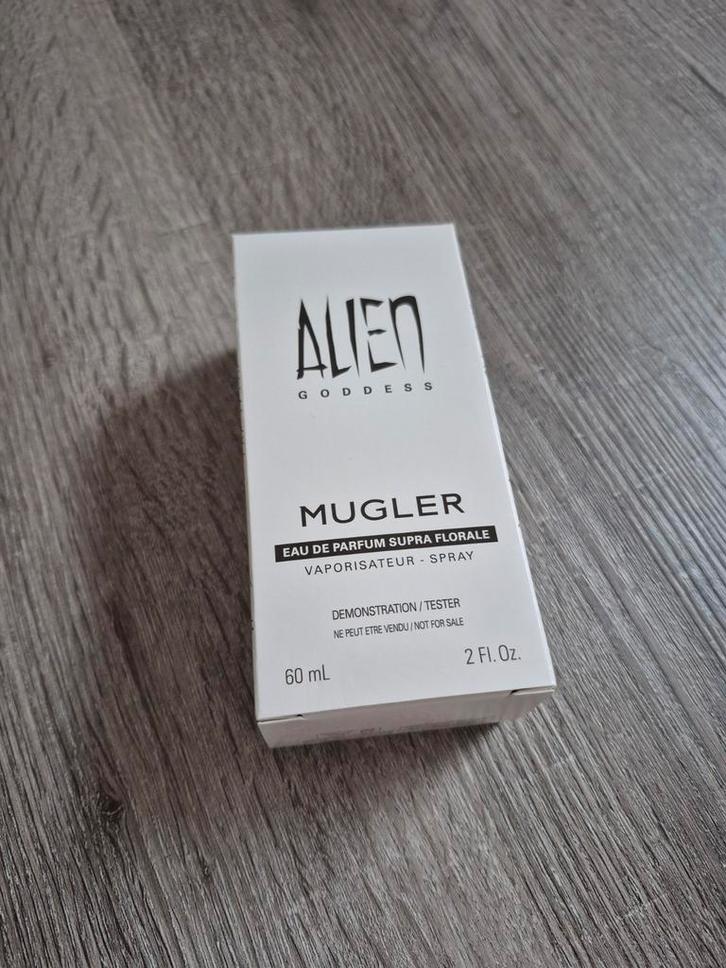 ALIEN
GODDESS
MUGLER
EAU DE PARFUM SUPRA FLORALE
VAPORISATEUR - SPRAY
DEMONSTRATION / TESTER
NE PEUT ETRE VENDU / NOT FOR SALE
60 mL
2 Fl. Oz.